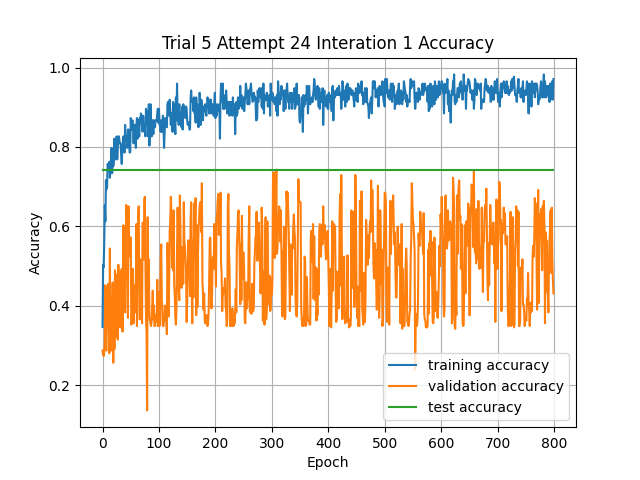 Trial 5 Attempt 24 Interation 1 Accuracy
1.0
0.8
0.6
0.4
0.2
Accuracy
0 100 200 300 400 500 600 700 800
Epoch
training accuracy
validation accuracy
test accuracy